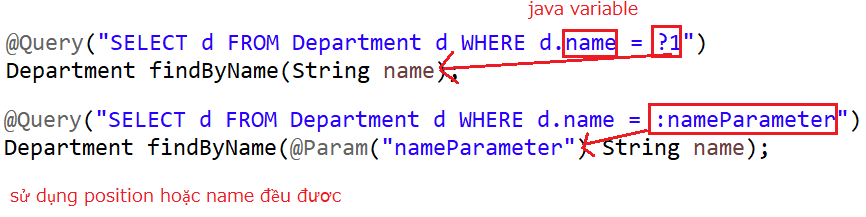 java variable
@Query("SELECT d FROM Department d WHERE d.name = ?1")
Department findByName(String name);
@Query("SELECT d FROM Department d WHERE d.name = :nameParameter")
Department findByName(@Param("nameParameter") String name);
sử dụng position hoặc name đều đươc